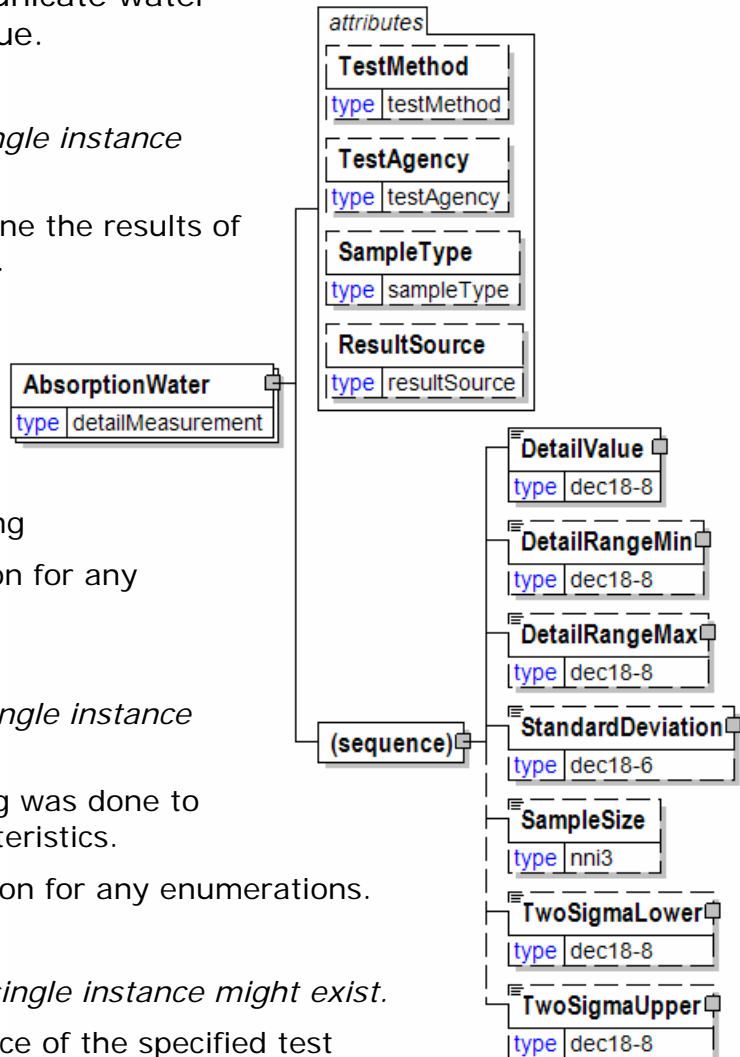 unicate water
ue.
ngle instance
ne the results of
.
ng
on for any
ngle instance
g was done to
teristics.
ion for any enumerations.
single instance might exist.
ce of the specified test
attributes
TestMethod
type testMethod
TestAgency
type testAgency
SampleType
type sampleType
ResultSource
type resultSource
AbsorptionWater
type detailMeasurement
(sequence)
DetailValue
type dec18-8
DetailRangeMin
type dec18-8
DetailRangeMax
type dec18-8
StandardDeviation
type dec18-6
SampleSize
type nni3
TwoSigmaLower
type dec18-8
TwoSigmaUpper
type dec18-8